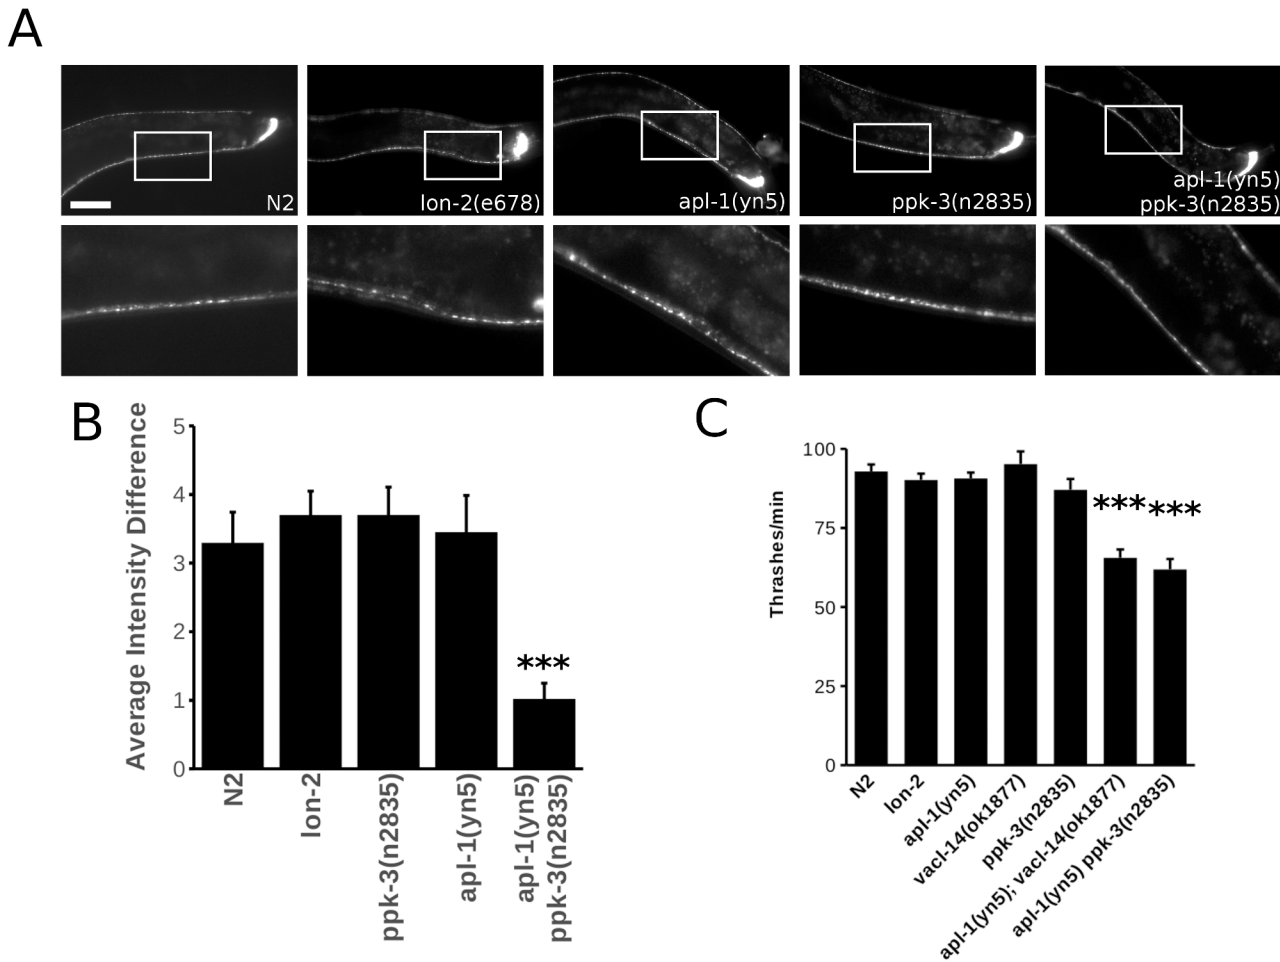 A
N2
lon-2(e678)
apl-1(yn5)
ppk-3(n2835)
apl-1(yn5)
ppk-3(n2835)
B
Average Intensity Difference
5
4
3
2
1
0
***
N2
lon-2
ppk-3(n2835)
apl-1(yn5)
apl-1(yn5)
ppk-3(n2835)
C
Thrashes/min
100
75
50
25
0
***
***
N2
lon-2
apl-1(yn5)
vacl-14(ok1877)
ppk-3(n2835)
apl-1(yn5); vacl-14(ok1877)
apl-1(yn5) ppk-3(n2835)